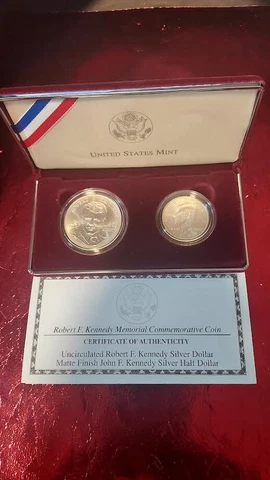 United States Mint
Robert F. Kennedy Memorial Commemorative Coin
CERTIFICATE OF AUTHENTICITY
Uncirculated Robert F. Kennedy Silver Dollar
Matte Finish John F. Kennedy Silver Half Dollar